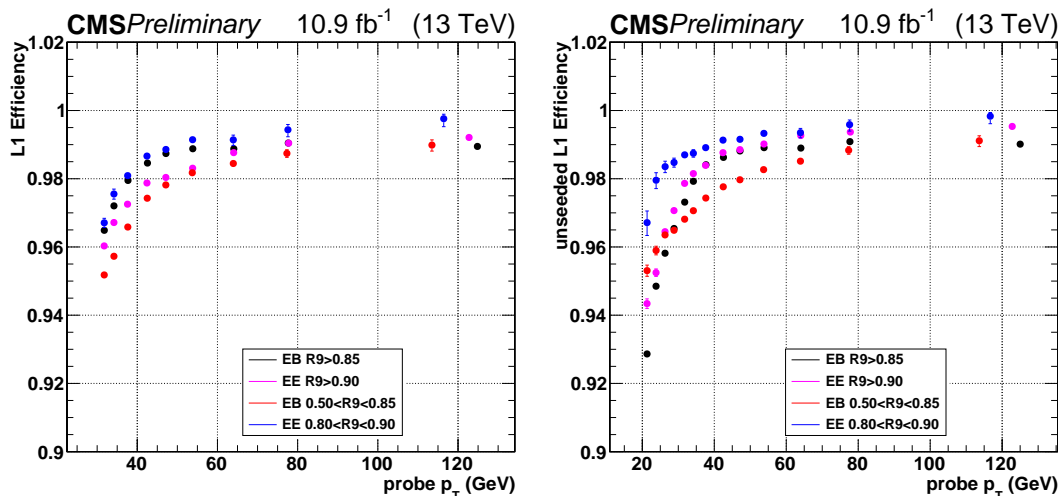 CMS Preliminary 10.9 fb⁻¹ (13 TeV)
L1 Efficiency
1.02
1
0.98
0.96
0.94
0.92
0.9
EB R9>0.85
EE R9>0.90
EB 0.50<R9<0.85
EE 0.80<R9<0.90
40 60 80 100 120
probe p_T (GeV)
CMS Preliminary 10.9 fb⁻¹ (13 TeV)
unseeded L1 Efficiency
1.02
1
0.98
0.96
0.94
0.92
0.9
EB R9>0.85
EE R9>0.90
EB 0.50<R9<0.85
EE 0.80<R9<0.90
20 40 60 80 100 120
probe p_T (GeV)